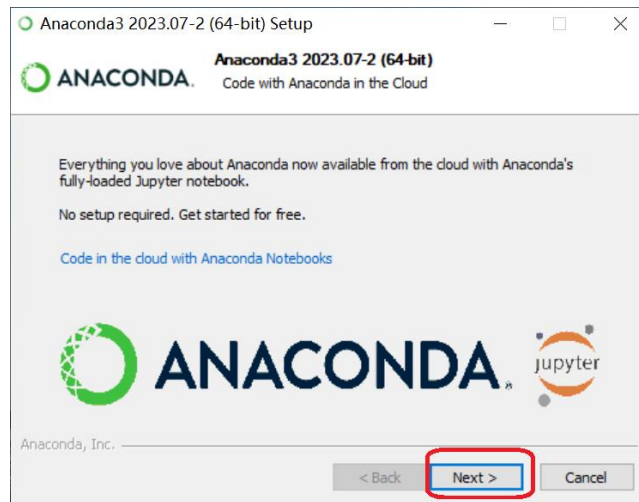 Anaconda3 2023.07-2 (64-bit) Setup
Anaconda3 2023.07-2 (64-bit)
ANACONDA.
Code with Anaconda in the Cloud
Everything you love about Anaconda now available from the cloud with Anaconda's
fully-loaded Jupyter notebook.
No setup required. Get started for free.
Code in the cloud with Anaconda Notebooks
ANACONDA.
jupyter
Anaconda, Inc.
< Back Next > Cancel